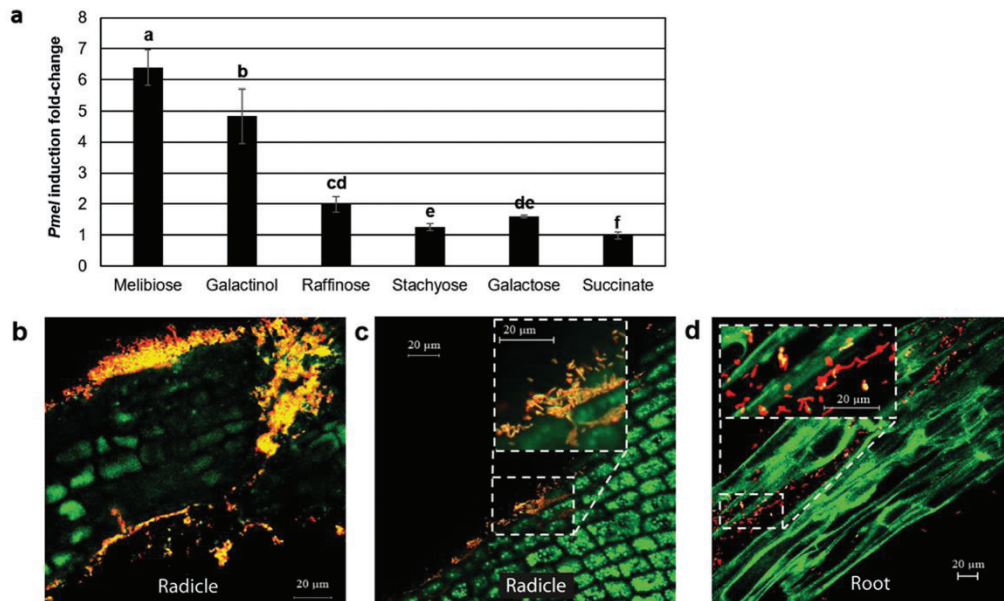 a
Pmel induction fold-change
8
7
6
5
4
3
2
1
0
a
b
cd
e
de
f
Melibiose Galactinol Raffinose Stachyose Galactose Succinate
b
Radicle
20 µm
c
20 µm
20 µm
Radicle
d
20 µm
Root
20 µm